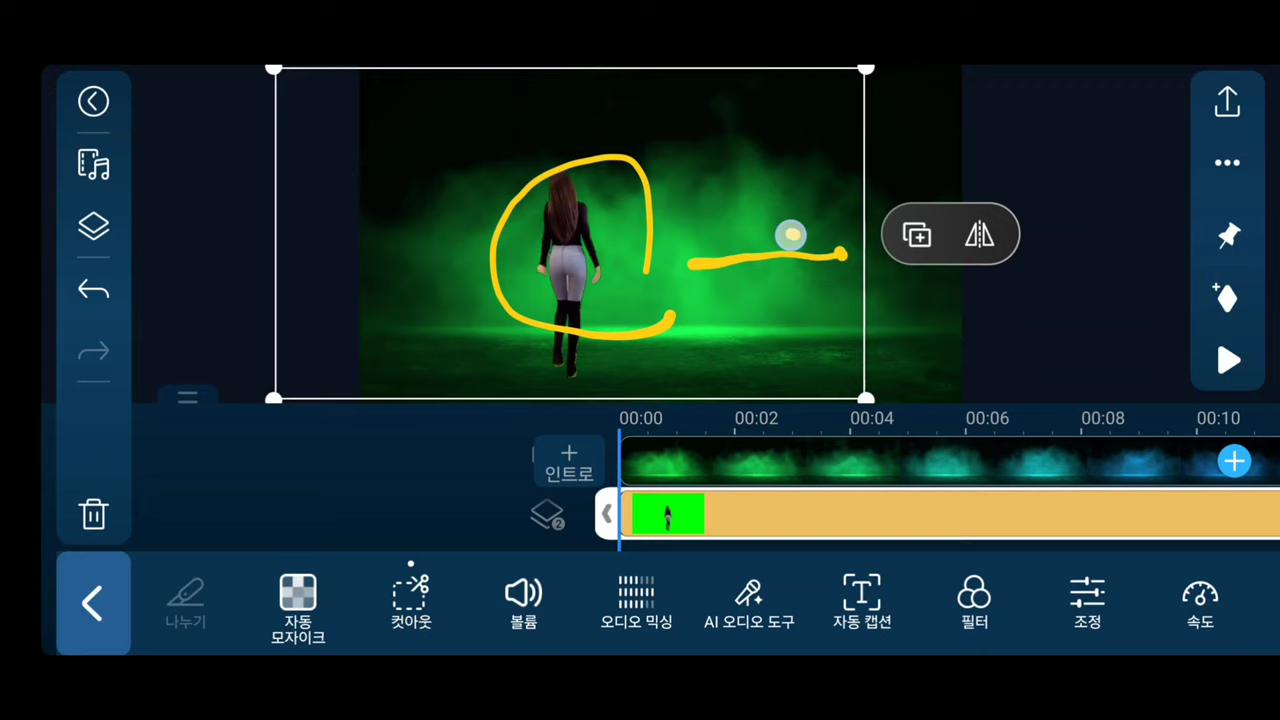 00:00 00:02 00:04 00:06 00:08 00:10
인트로
2
나누기
자동
모자이크
컷아웃
볼륨
오디오 믹싱
AI 오디오 도구
자동 캡션
필터
조정
속도